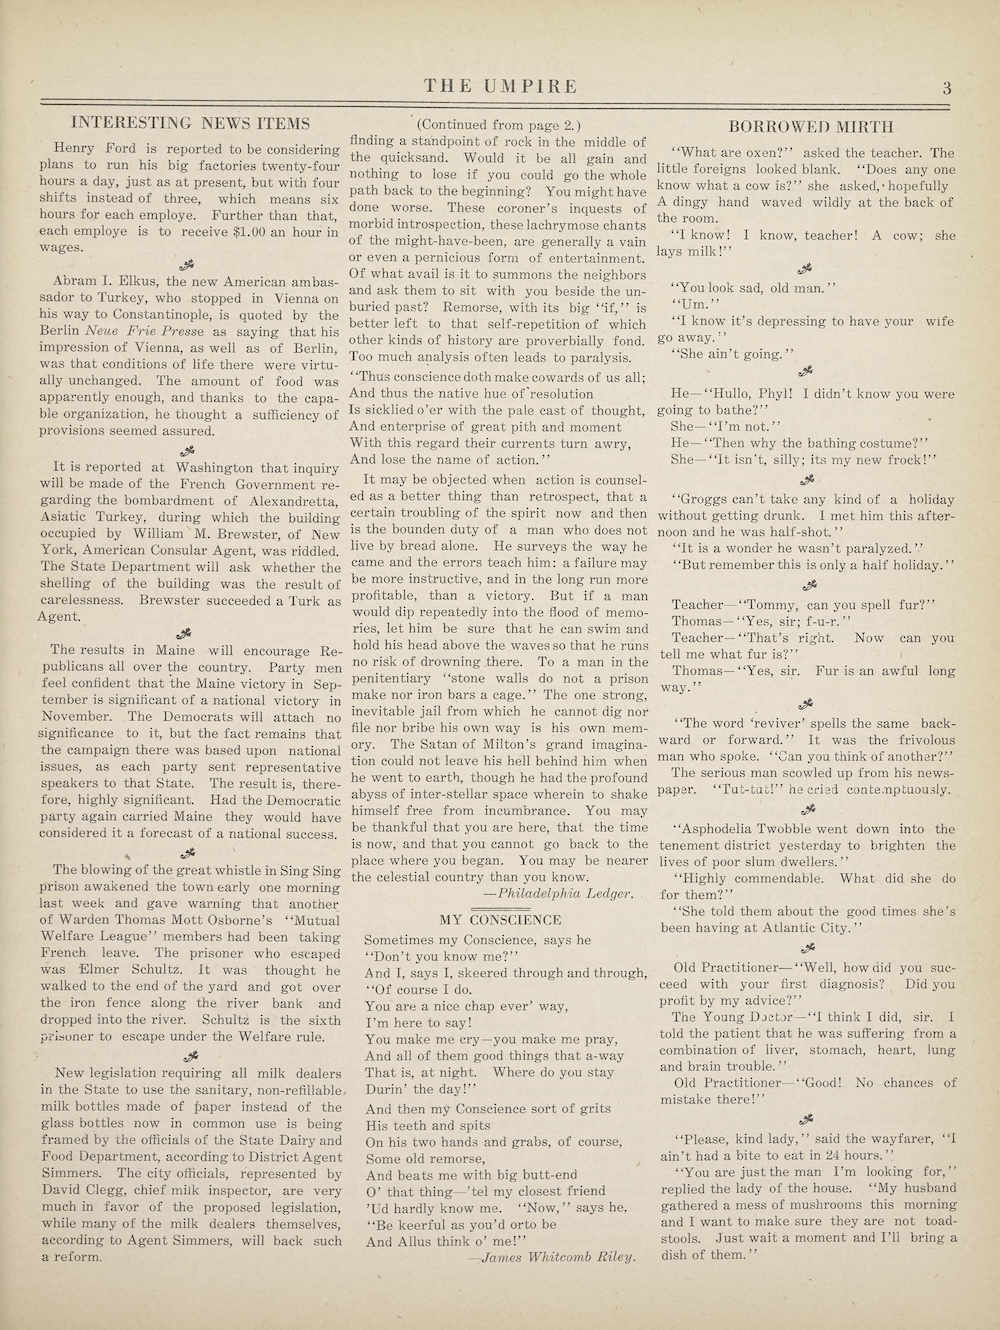 THE UMPIRE
3
INTERESTING NEWS ITEMS
Henry Ford is reported to be considering
plans to run his big factories twenty-four
hours a day, just as at present, but with four
shifts instead of three, which means six
hours for each employe. Further than that,
each employe is to receive $1.00 an hour in
wages.
Abram I. Elkus, the new American ambas-
sador to Turkey, who stopped in Vienna on
his way to Constantinople, is quoted by the
Berlin Neue Frie Presse as saying that his
impression of Vienna, as well as of Berlin,
was that conditions of life there were virtu-
ally unchanged. The amount of food was
apparently enough, and thanks to the capa-
ble organization, he thought a sufficiency of
provisions seemed assured.
It is reported at Washington that inquiry
will be made of the French Government re-
garding the bombardment of Alexandretta,
Asiatic Turkey, during which the building
occupied by William M. Brewster, of New
York, American Consular Agent, was riddled.
The State Department will ask whether the
shelling of the building was the result of
carelessness. Brewster succeeded a Turk as
Agent.
The results in Maine will encourage Re-
publicans all over the country. Party men
feel confident that the Maine victory in Sep-
tember is significant of a national victory in
November. The Democrats will attach no
significance to it, but the fact remains that
the campaign there was based upon national
issues, as each party sent representative
speakers to that State. The result is, there-
fore, highly significant. Had the Democratic
party again carried Maine they would have
considered it a forecast of a national success.
The blowing of the great whistle in Sing Sing
prison awakened the town early one morning
last week and gave warning that another
of Warden Thomas Mott Osborne's "Mutual
Welfare League" members had been taking
French leave. The prisoner who escaped
was Elmer Schultz. It was thought he
walked to the end of the yard and got over
the iron fence along the river bank and
dropped into the river. Schultz is the sixth
prisoner to escape under the Welfare rule.
New legislation requiring all milk dealers
in the State to use the sanitary, non-refillable
milk bottles made of paper instead of the
glass bottles now in common use is being
framed by the officials of the State Dairy and
Food Department, according to District Agent
Simmers. The city officials, represented by
David Clegg, chief milk inspector, are very
much in favor of the proposed legislation,
while many of the milk dealers themselves,
according to Agent Simmers, will back such
a reform.
(Continued from page 2.)
finding a standpoint of rock in the middle of
the quicksand. Would it be all gain and
nothing to lose if you could go the whole
path back to the beginning? You might have
done worse. These coroner's inquests of
morbid introspection, these lachrymose chants
of the might-have-been, are generally a vain
or even a pernicious form of entertainment.
Of what avail is it to summons the neighbors
and ask them to sit with you beside the un-
buried past? Remorse, with its big "if," is
better left to that self-repetition of which
other kinds of history are proverbially fond.
Too much analysis often leads to paralysis.
"Thus conscience doth make cowards of us all;
And thus the native hue of resolution
Is sicklied o'er with the pale cast of thought,
And enterprise of great pith and moment
With this regard their currents turn awry,
And lose the name of action."
It may be objected when action is counsel-
ed as a better thing than retrospect, that a
certain troubling of the spirit now and then
is the bounden duty of a man who does not
live by bread alone. He surveys the way he
came and the errors teach him: a failure may
be more instructive, and in the long run more
profitable, than a victory. But if a man
would dip repeatedly into the flood of memo-
ries, let him be sure that he can swim and
hold his head above the waves so that he runs
no risk of drowning there. To a man in the
penitentiary "stone walls do not a prison
make nor iron bars a cage." The one strong,
inevitable jail from which he cannot dig nor
file nor bribe his own way is his own mem-
ory. The Satan of Milton's grand imagina-
tion could not leave his hell behind him when
he went to earth, though he had the profound
abyss of inter-stellar space wherein to shake
himself free from incumbrance. You may
be thankful that you are here, that the time
is now, and that you cannot go back to the
place where you began. You may be nearer
the celestial country than you know.
—Philadelphia Ledger.
MY CONSCIENCE
Sometimes my Conscience, says he
"Don't you know me?"
And I, says I, skeered through and through,
"Of course I do.
You are a nice chap ever' way,
I'm here to say!
You make me cry—you make me pray,
And all of them good things that a-way
That is, at night. Where do you stay
Durin' the day!"
And then my Conscience sort of grits
His teeth and spits
On his two hands and grabs, of course,
Some old remorse,
And beats me with big butt-end
O' that thing—'tel my closest friend
'Ud hardly know me. "Now," says he,
"Be keerful as you'd orto be
And Allus think o' me!"
—James Whitcomb Riley.
BORROWED MIRTH
"What are oxen?" asked the teacher. The
little foreigns looked blank. "Does any one
know what a cow is?" she asked, hopefully
A dingy hand waved wildly at the back of
the room.
"I know! I know, teacher! A cow; she
lays milk!"
"You look sad, old man."
"Um."
"I know it's depressing to have your wife
go away."
"She ain't going."
He—"Hullo, Phyl! I didn't know you were
going to bathe?"
She—"I'm not."
He—"Then why the bathing costume?"
She—"It isn't, silly; its my new frock!"
"Groggs can't take any kind of a holiday
without getting drunk. I met him this after-
noon and he was half-shot."
"It is a wonder he wasn't paralyzed."
"But remember this is only a half holiday."
Teacher—"Tommy, can you spell fur?"
Thomas—"Yes, sir; f-u-r."
Teacher—"That's right. Now can you
tell me what fur is?"
Thomas—"Yes, sir. Fur is an awful long
way."
"The word 'reviver' spells the same back-
ward or forward." It was the frivolous
man who spoke. "Can you think of another?"
The serious man scowled up from his news-
paper. "Tut-tut!" he cried contemptuously.
"Asphodelia Twobble went down into the
tenement district yesterday to brighten the
lives of poor slum dwellers."
"Highly commendable. What did she do
for them?"
"She told them about the good times she's
been having at Atlantic City."
Old Practitioner—"Well, how did you suc-
ceed with your first diagnosis? Did you
profit by my advice?"
The Young Doctor—"I think I did, sir. I
told the patient that he was suffering from a
combination of liver, stomach, heart, lung
and brain trouble."
Old Practitioner—"Good! No chances of
mistake there!"
"Please, kind lady," said the wayfarer, "I
ain't had a bite to eat in 24 hours."
"You are just the man I'm looking for,"
replied the lady of the house. "My husband
gathered a mess of mushrooms this morning
and I want to make sure they are not toad-
stools. Just wait a moment and I'll bring a
dish of them."